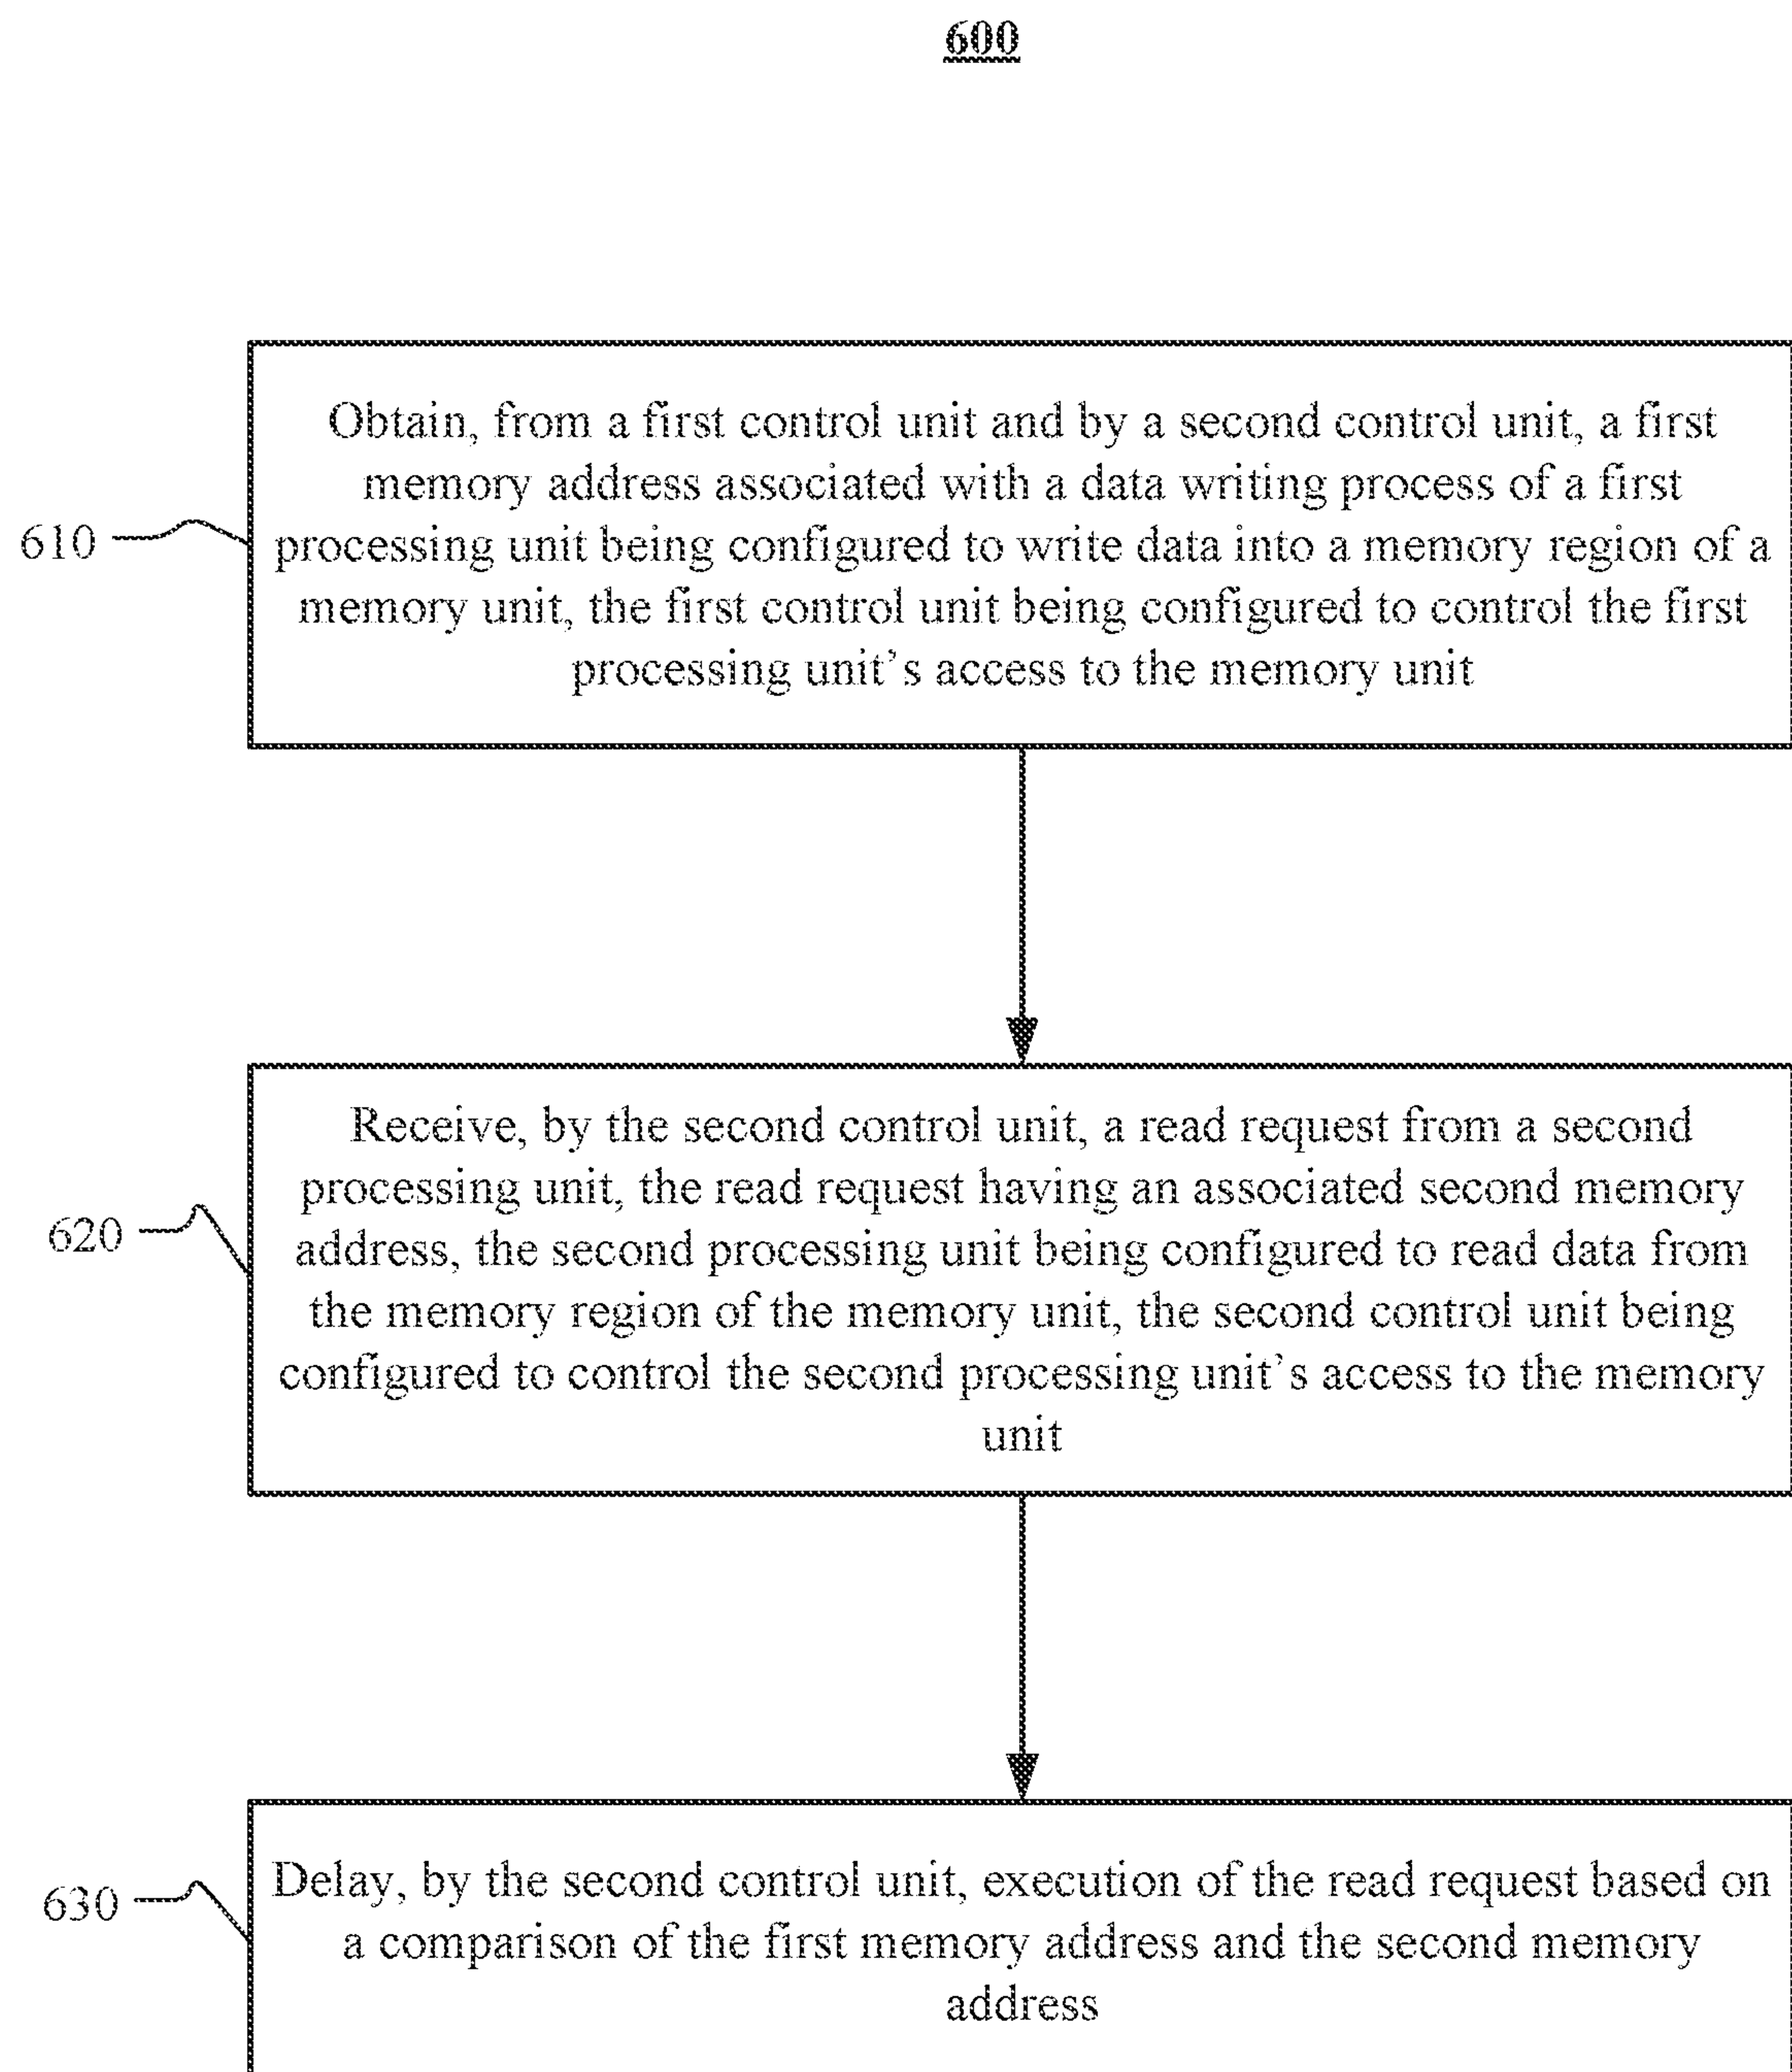 600
Obtain, from a first control unit and by a second control unit, a first
memory address associated with a data writing process of a first
processing unit being configured to write data into a memory region of a
memory unit, the first control unit being configured to control the first
processing unit's access to the memory unit
610
Receive, by the second control unit, a read request from a second
processing unit, the read request having an associated second memory
address, the second processing unit being configured to read data from
the memory region of the memory unit, the second control unit being
configured to control the second processing unit's access to the memory
unit
620
Delay, by the second control unit, execution of the read request based on
a comparison of the first memory address and the second memory
address
630